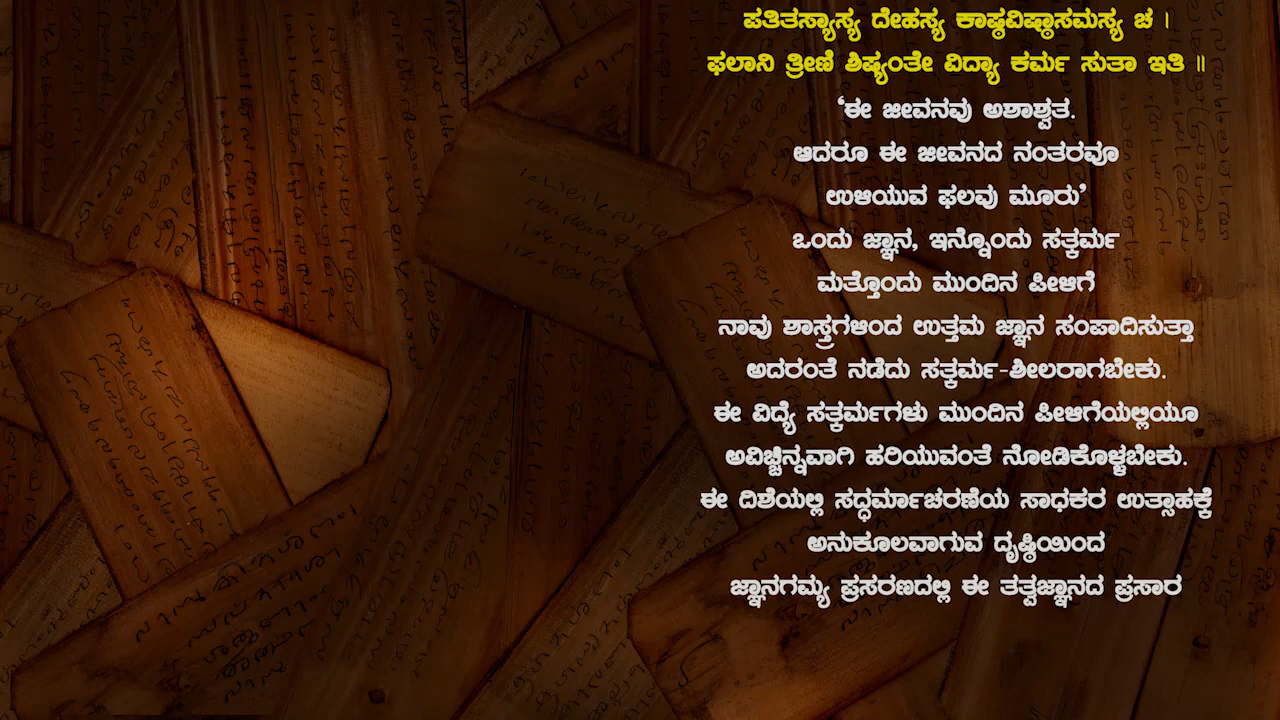 ಪತಿತಸ್ಯಾಸ್ಯ ದೇಹಸ್ಯ ಕಾಷ್ಠವಿಷ್ಠಾಸಮಸ್ಯ ಚ ।
ಫಲಾನಿ ತ್ರೀಣಿ ಶಿಷ್ಯಂತೇ ವಿದ್ಯಾ ಕರ್ಮ ಸುತಾ ಇತಿ ॥
‘ಈ ಜೀವನವು ಅಶಾಶ್ವತ.
ಆದರೂ ಈ ಜೀವನದ ನಂತರವೂ
ಉಳಿಯುವ ಫಲವು ಮೂರು’
ಒಂದು ಜ್ಞಾನ, ಇನ್ನೊಂದು ಸತ್ಕರ್ಮ
ಮತ್ತೊಂದು ಮುಂದಿನ ಪೀಳಿಗೆ
ನಾವು ಶಾಸ್ತ್ರಗಳಿಂದ ಉತ್ತಮ ಜ್ಞಾನ ಸಂಪಾದಿಸುತ್ತಾ
ಅದರಂತೆ ನಡೆದು ಸತ್ಕರ್ಮ-ಶೀಲರಾಗಬೇಕು.
ಈ ವಿದ್ಯೆ ಸತ್ಕರ್ಮಗಳು ಮುಂದಿನ ಪೀಳಿಗೆಯಲ್ಲಿಯೂ
ಅವಿಚ್ಛಿನ್ನವಾಗಿ ಹರಿಯುವಂತೆ ನೋಡಿಕೊಳ್ಳಬೇಕು.
ಈ ದಿಶೆಯಲ್ಲಿ ಸದ್ಧರ್ಮಾಚರಣೆಯ ಸಾಧಕರ ಉತ್ಸಾಹಕ್ಕೆ
ಅನುಕೂಲವಾಗುವ ದೃಷ್ಠಿಯಿಂದ
ಜ್ಞಾನಗಮ್ಯ ಪ್ರಸರಣದಲ್ಲಿ ಈ ತತ್ವಜ್ಞಾನದ ಪ್ರಸಾರ